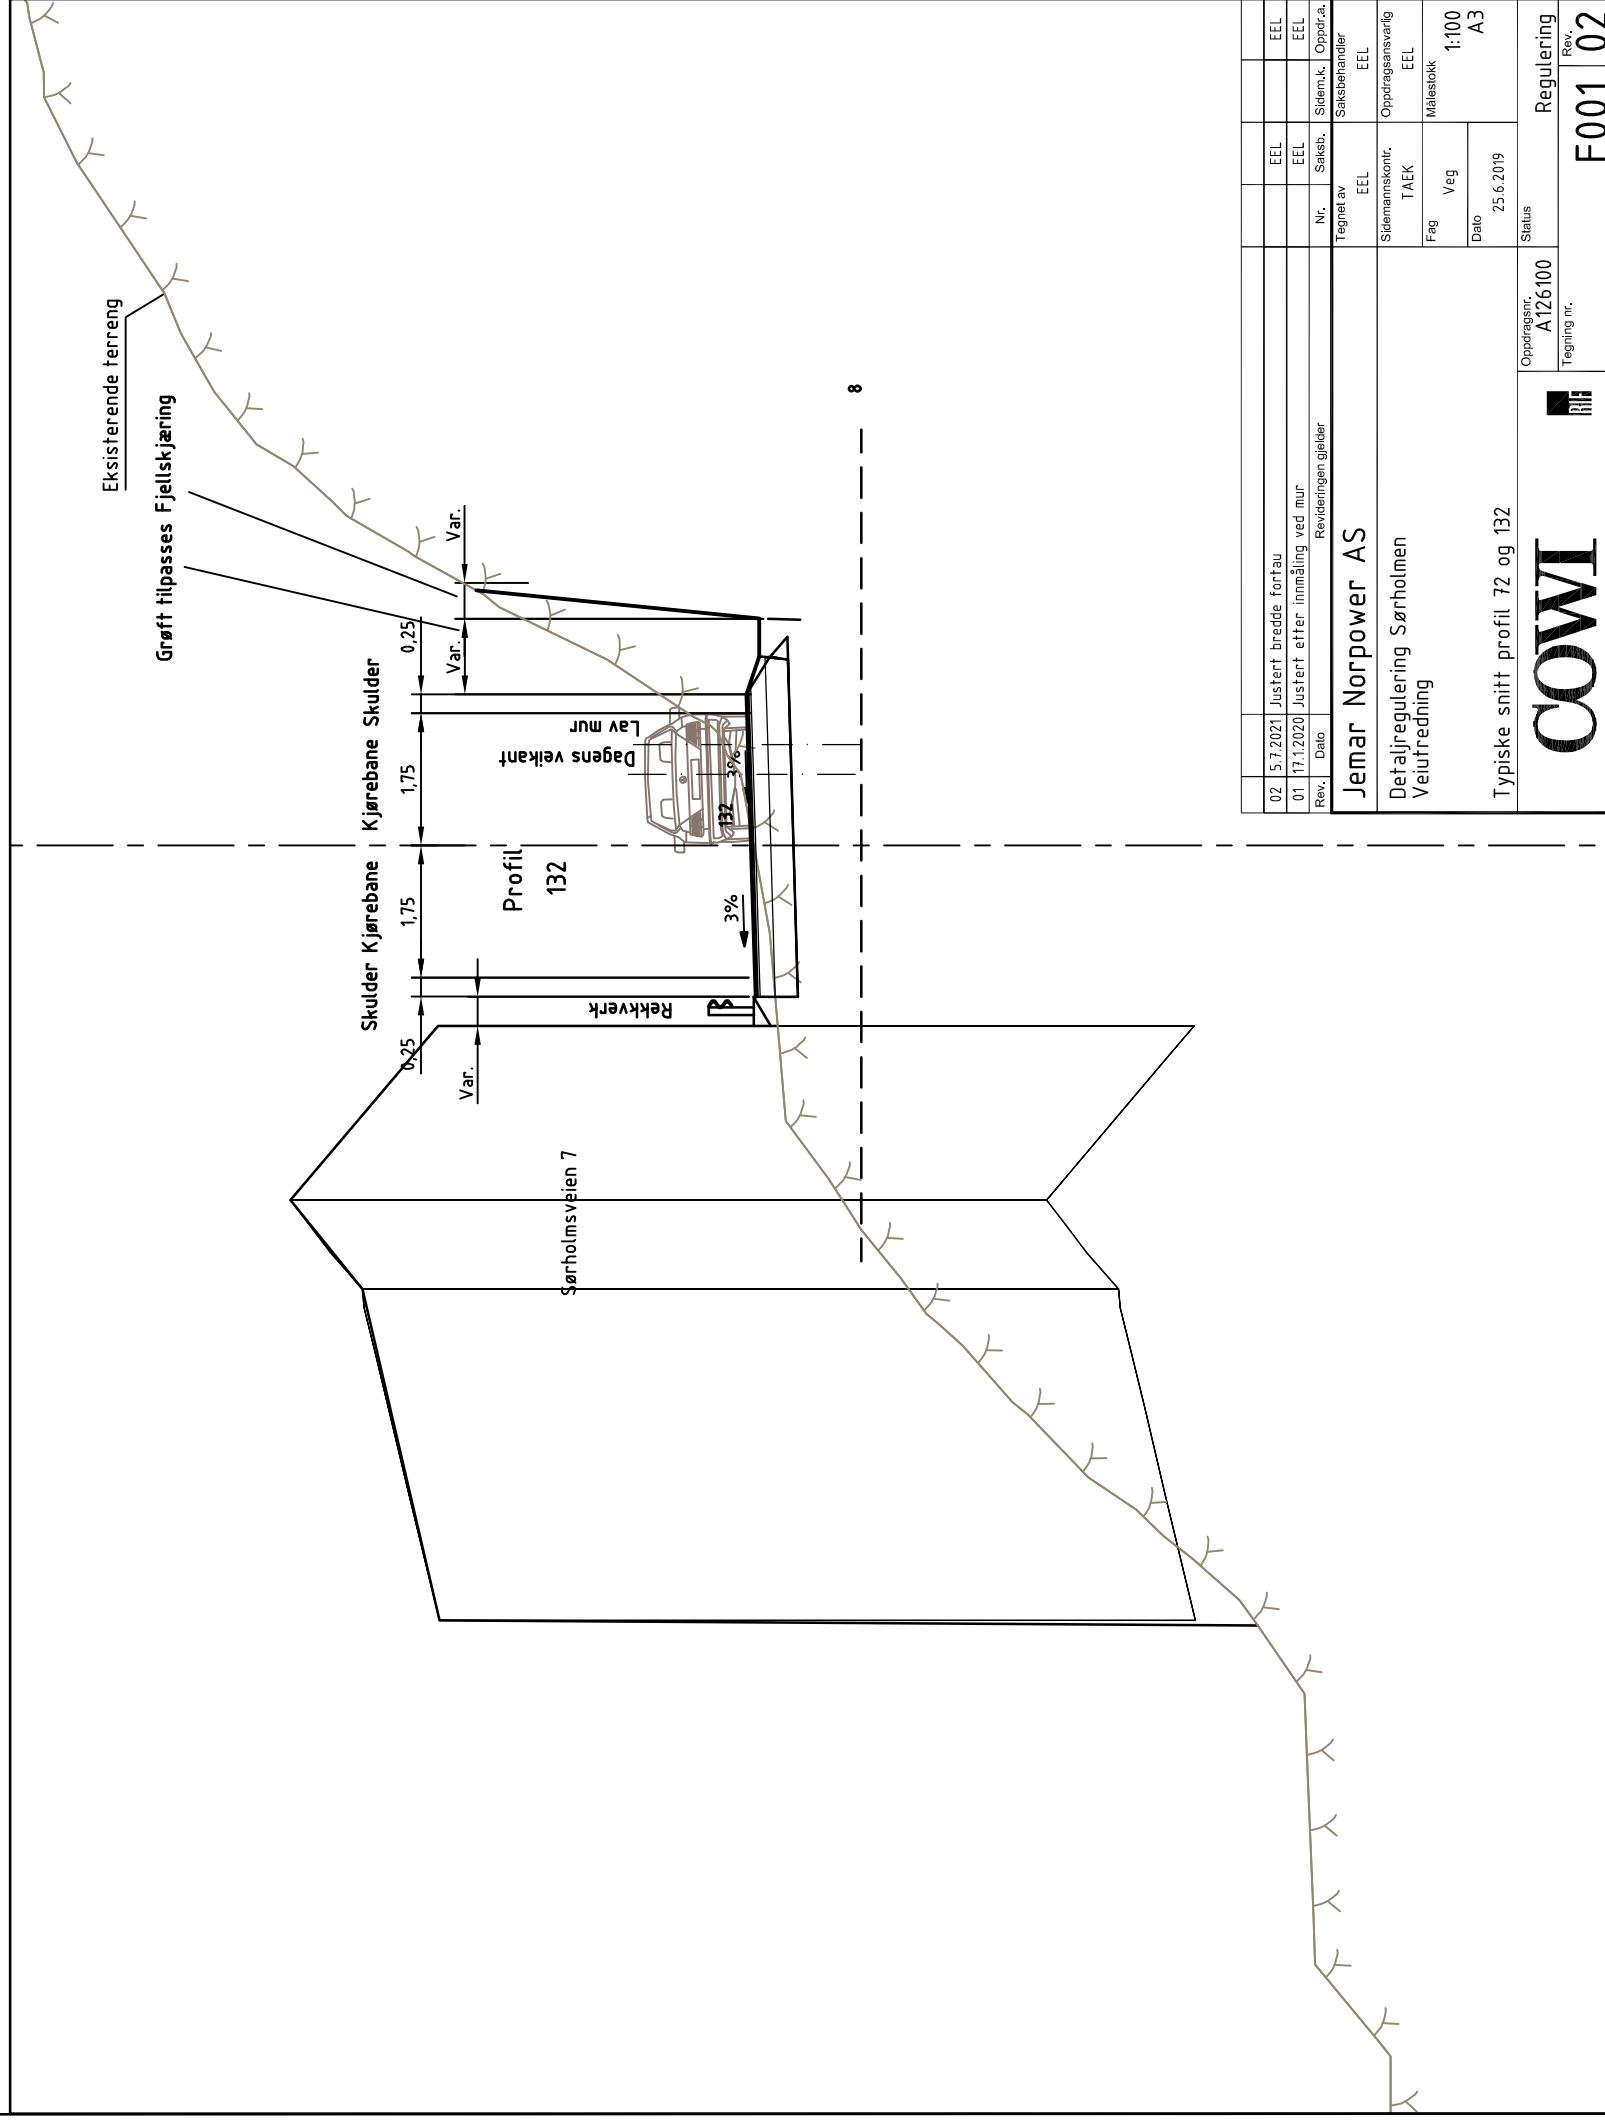 Eksisterende terreng
Grøft tilpasses Fjellskjæring
Skulder Kjørebane Kjørebane Skulder
0,25 1,75 1,75 0,25
Var. Var. Var.
Profil
132
Sørholmsveien 7
Rekkverk
Dagens veikant
Lav mur
3% 132 3%
8
02 5.7.2021 Justert bredde fortau EEL EEL
01 17.1.2020 Justert etter innmåling ved mur EEL EEL
Rev. Dato Revideringen gjelder Nr. Saksb. Sidem.k. Oppdr.a.
Jemar Norpower AS
Tegnet av Saksbehandler
EEL EEL
Detaljregulering Sørholmen
Veiutredning
Sidemannskontr. Oppdragsansvarlig
TAEK EEL
Fag Målestokk
Veg 1:100
A3
Dato
25.6.2019
Typiske snitt profil 72 og 132
COWI
Oppdragsnr. Status
A126100 Regulering
Tegning nr. Rev.
F001 02